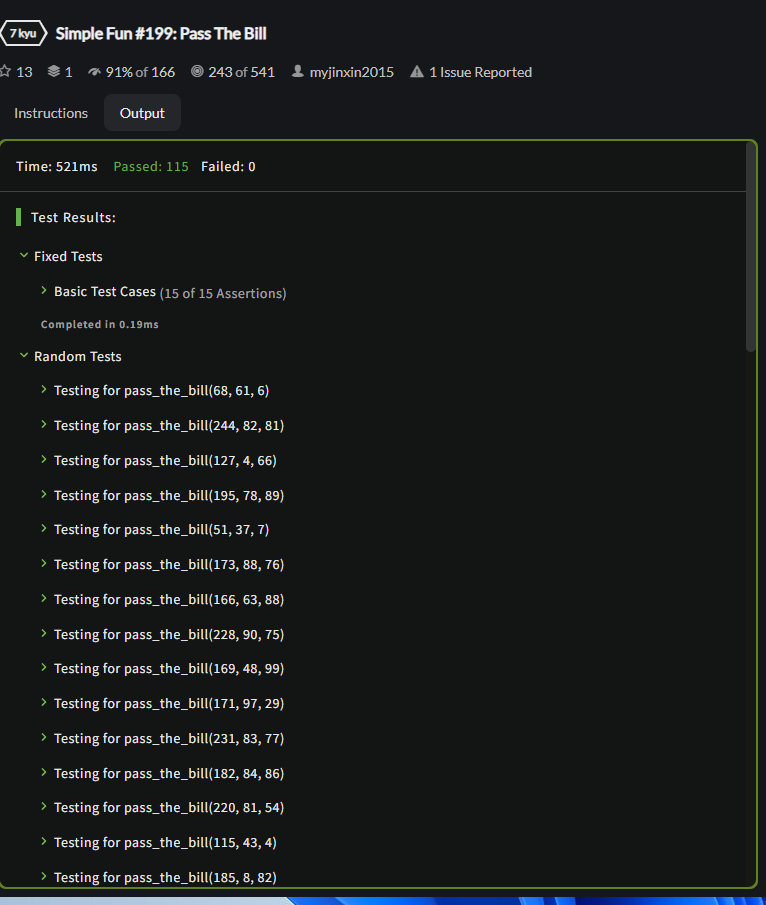 7 kyu Simple Fun #199: Pass The Bill
13 1 91% of 166 243 of 541 myjinxin2015 1 Issue Reported
Instructions Output
Time: 521ms Passed: 115 Failed: 0
Test Results:
Fixed Tests
Basic Test Cases (15 of 15 Assertions)
Completed in 0.19ms
Random Tests
Testing for pass_the_bill(68, 61, 6)
Testing for pass_the_bill(244, 82, 81)
Testing for pass_the_bill(127, 4, 66)
Testing for pass_the_bill(195, 78, 89)
Testing for pass_the_bill(51, 37, 7)
Testing for pass_the_bill(173, 88, 76)
Testing for pass_the_bill(166, 63, 88)
Testing for pass_the_bill(228, 90, 75)
Testing for pass_the_bill(169, 48, 99)
Testing for pass_the_bill(171, 97, 29)
Testing for pass_the_bill(231, 83, 77)
Testing for pass_the_bill(182, 84, 86)
Testing for pass_the_bill(220, 81, 54)
Testing for pass_the_bill(115, 43, 4)
Testing for pass_the_bill(185, 8, 82)